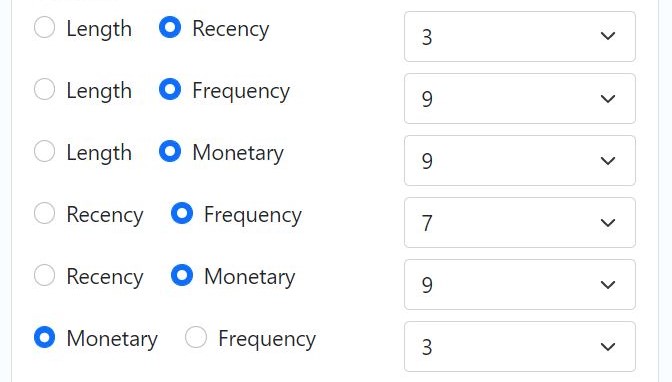 Length Recency 3
Length Frequency 9
Length Monetary 9
Recency Frequency 7
Recency Monetary 9
Monetary Frequency 3